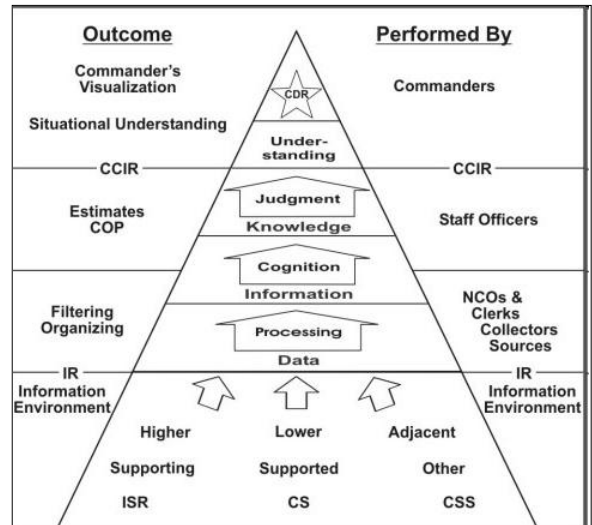 Outcome
Performed By
Commander's
Visualization
CDR
Commanders
Situational Understanding
Under-
standing
CCIR
CCIR
Judgment
Estimates
COP
Knowledge
Staff Officers
Cognition
Information
Filtering
Organizing
Processing
NCOs &
Clerks
Collectors
Sources
Data
IR
IR
Information
Environment
Information
Environment
Higher
Lower
Adjacent
Supporting
Supported
Other
ISR
CS
CSS